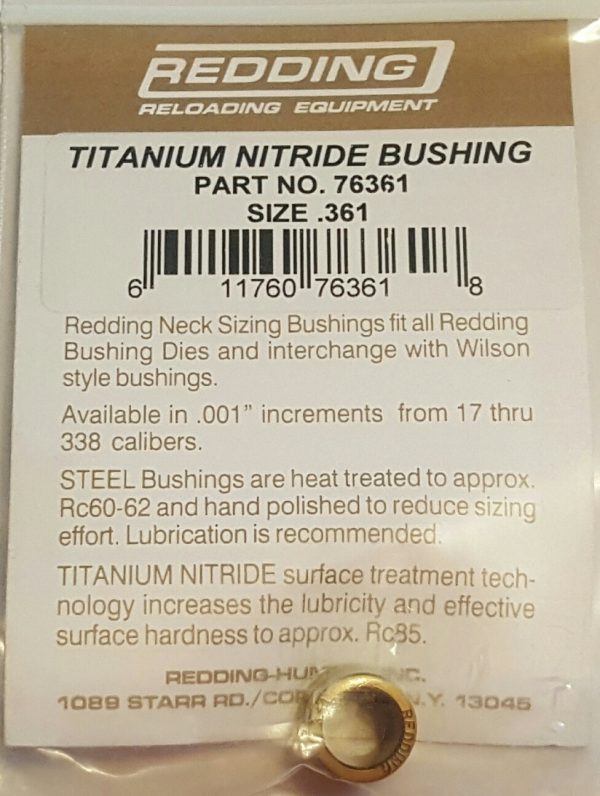 REDDING
RELOADING EQUIPMENT
TITANIUM NITRIDE BUSHING
PART NO. 76361
SIZE .361
6 11760 76361 8
Redding Neck Sizing Bushings fit all Redding
Bushing Dies and interchange with Wilson
style bushings.
Available in .001" increments from 17 thru
338 calibers.
STEEL Bushings are heat treated to approx.
Rc60-62 and hand polished to reduce sizing
effort. Lubrication is recommended.
TITANIUM NITRIDE surface treatment tech-
nology increases the lubricity and effective
surface hardness to approx. Rc85.
1089 STARR RD./ N.Y. 13045
REDDING